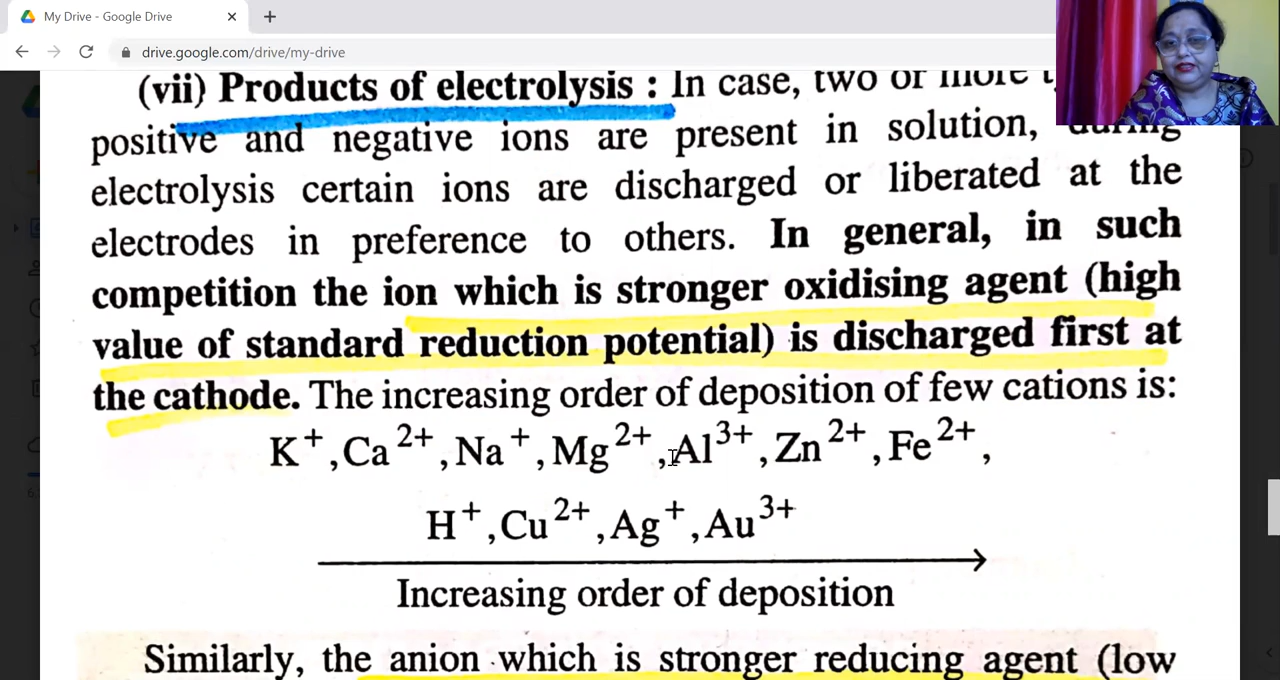 My Drive - Google Drive
drive.google.com/drive/my-drive
(vii) Products of electrolysis : In case, two or more
positive and negative ions are present in solution, during
electrolysis certain ions are discharged or liberated at the
electrodes in preference to others. In general, in such
competition the ion which is stronger oxidising agent (high
value of standard reduction potential) is discharged first at
the cathode. The increasing order of deposition of few cations is:
K⁺, Ca²⁺, Na⁺, Mg²⁺, Al³⁺, Zn²⁺, Fe²⁺,
H⁺, Cu²⁺, Ag⁺, Au³⁺
Increasing order of deposition
Similarly, the anion which is stronger reducing agent (low